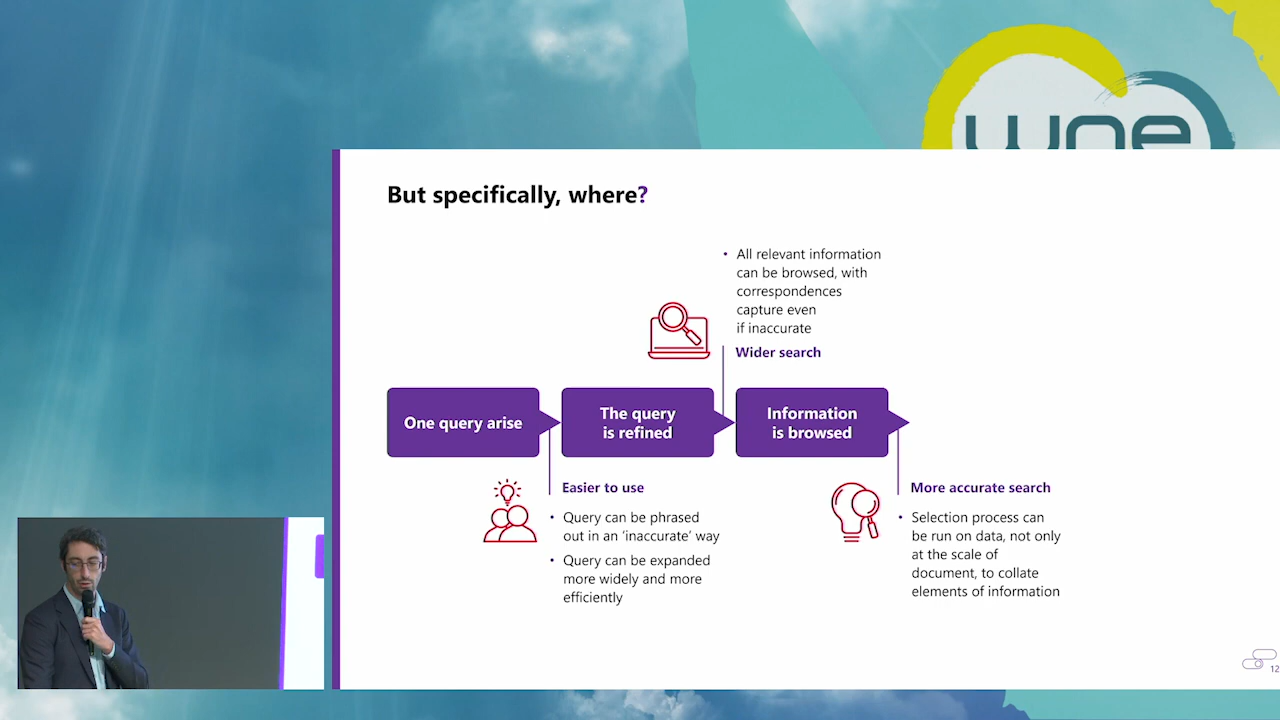 wne
But specifically, where?
• All relevant information
can be browsed, with
correspondences
capture even
if inaccurate
Wider search
One query arise
The query
is refined
Information
is browsed
Easier to use
• Query can be phrased
out in an ‘inaccurate’ way
• Query can be expanded
more widely and more
efficiently
More accurate search
• Selection process can
be run on data, not only
at the scale of
document, to collate
elements of information
12